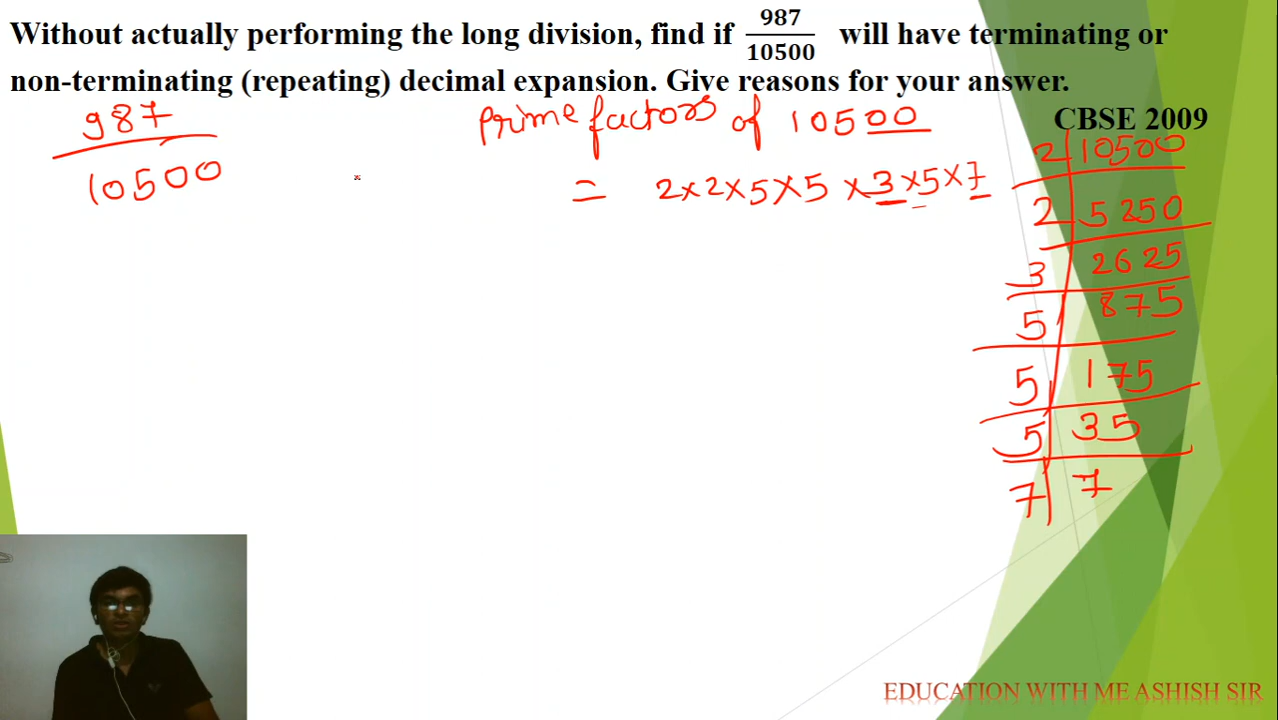 Without actually performing the long division, find if 987/10500 will have terminating or
non-terminating (repeating) decimal expansion. Give reasons for your answer.
CBSE 2009
987
10500
Prime factors of 10500
= 2×2×5×5×3×5×7
2 | 10500
2 | 5250
3 | 2625
5 | 875
5 | 175
5 | 35
7 | 7
EDUCATION WITH ME ASHISH SIR